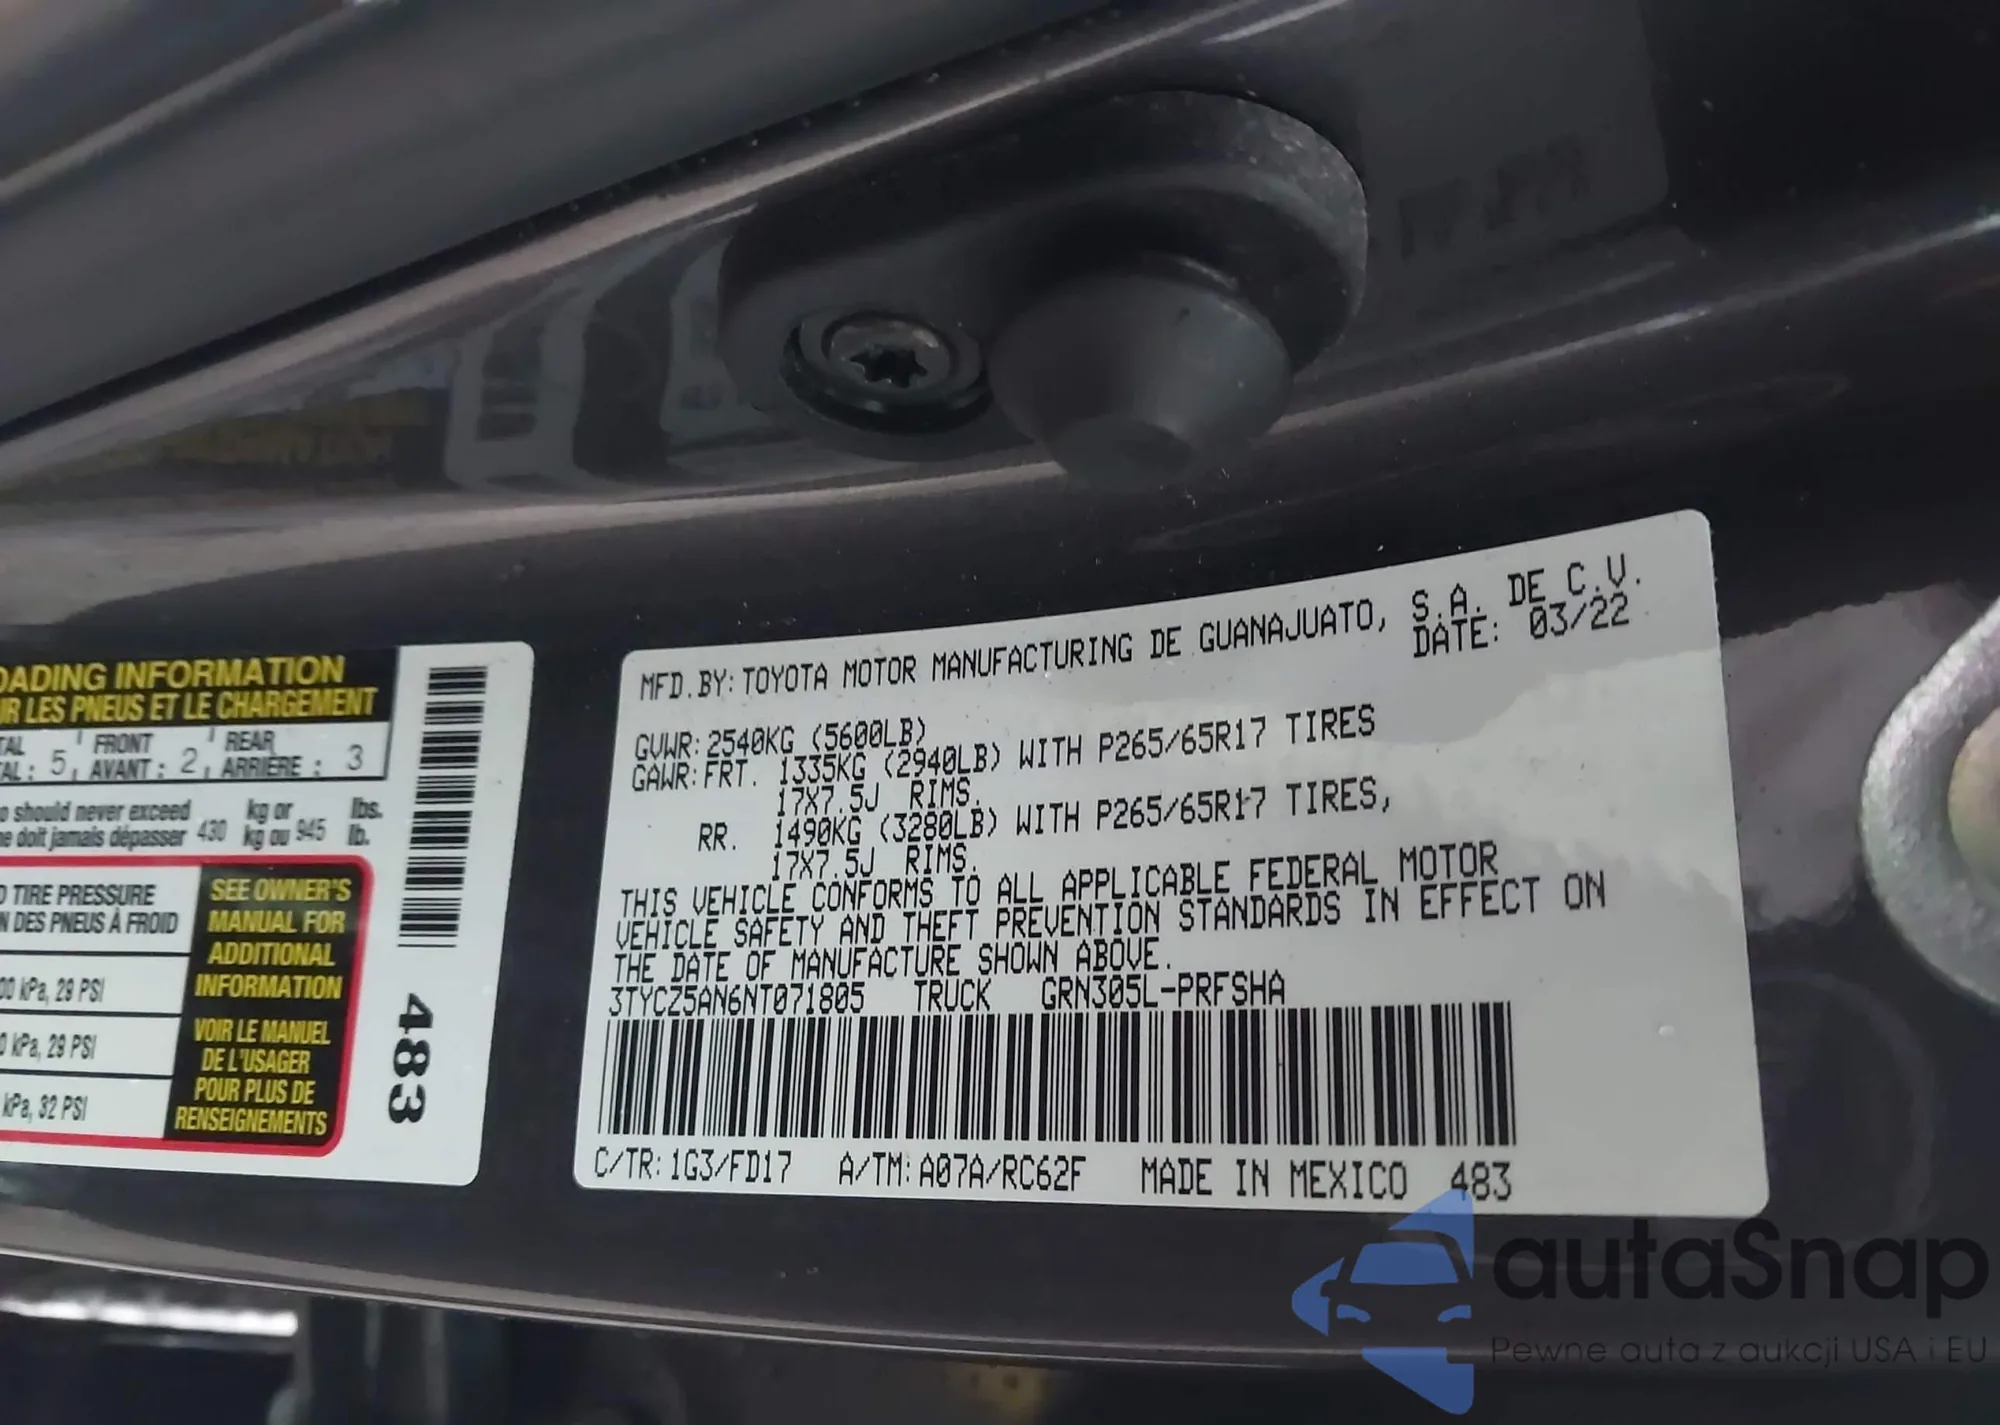 OADING INFORMATION
R LES PNEUS ET LE CHARGEMENT
TAL FRONT REAR
AL : 5, AVANT : 2, ARRIÈRE : 3
o should never exceed kg or lbs.
ne doit jamais dépasser 430 kg ou 945 lb.
D TIRE PRESSURE
N DES PNEUS À FROID
00 kPa, 29 PSI
0 kPa, 29 PSI
kPa, 32 PSI
SEE OWNER'S
MANUAL FOR
ADDITIONAL
INFORMATION
VOIR LE MANUEL
DE L'USAGER
POUR PLUS DE
RENSEIGNEMENTS
483
MFD.BY: TOYOTA MOTOR MANUFACTURING DE GUANAJUATO, S.A. DE C.V.
DATE: 03/22
GVWR: 2540KG (5600LB)
GAWR: FRT. 1335KG (2940LB) WITH P265/65R17 TIRES
17X7.5J RIMS.
RR. 1490KG (3280LB) WITH P265/65R17 TIRES,
17X7.5J RIMS.
THIS VEHICLE CONFORMS TO ALL APPLICABLE FEDERAL MOTOR
VEHICLE SAFETY AND THEFT PREVENTION STANDARDS IN EFFECT ON
THE DATE OF MANUFACTURE SHOWN ABOVE.
3TYCZ5AN6NT071805 TRUCK GRN305L-PRFSHA
C/TR: 1G3/FD17 A/TM: A07A/RC62F MADE IN MEXICO 483
autaSnap
Pewne auta z aukcji USA i EU